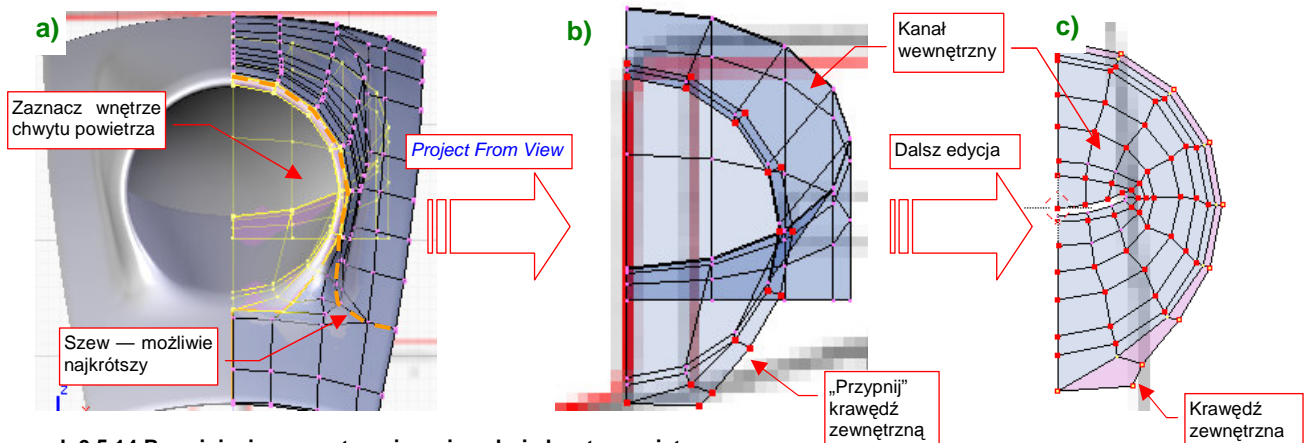 a)
Zaznacz wnętrze
chwytu powietrza
Szew — możliwie
najkrótszy
z
Project From View
b)
Kanał
wewnętrzny
„Przypnij”
krawędź
zewnętrzną
Dalsz edycja
c)
Krawędź
zewnętrzna